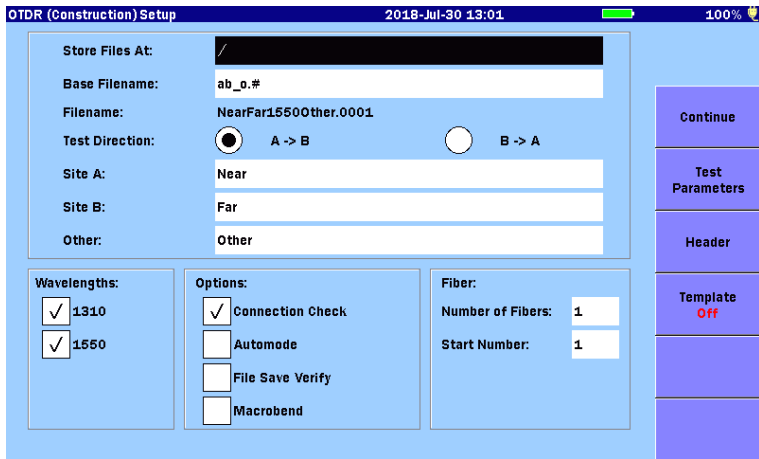 OTDR (Construction) Setup 2018-Jul-30 13:01 100%
Store Files At: /
Base Filename: ab_o.#
Filename: NearFar1550Other.0001
Test Direction: A -> B B -> A
Site A: Near
Site B: Far
Other: Other
Wavelengths:
1310
1550
Options:
Connection Check
Automode
File Save Verify
Macrobend
Fiber:
Number of Fibers: 1
Start Number: 1
Continue
Test
Parameters
Header
Template
Off